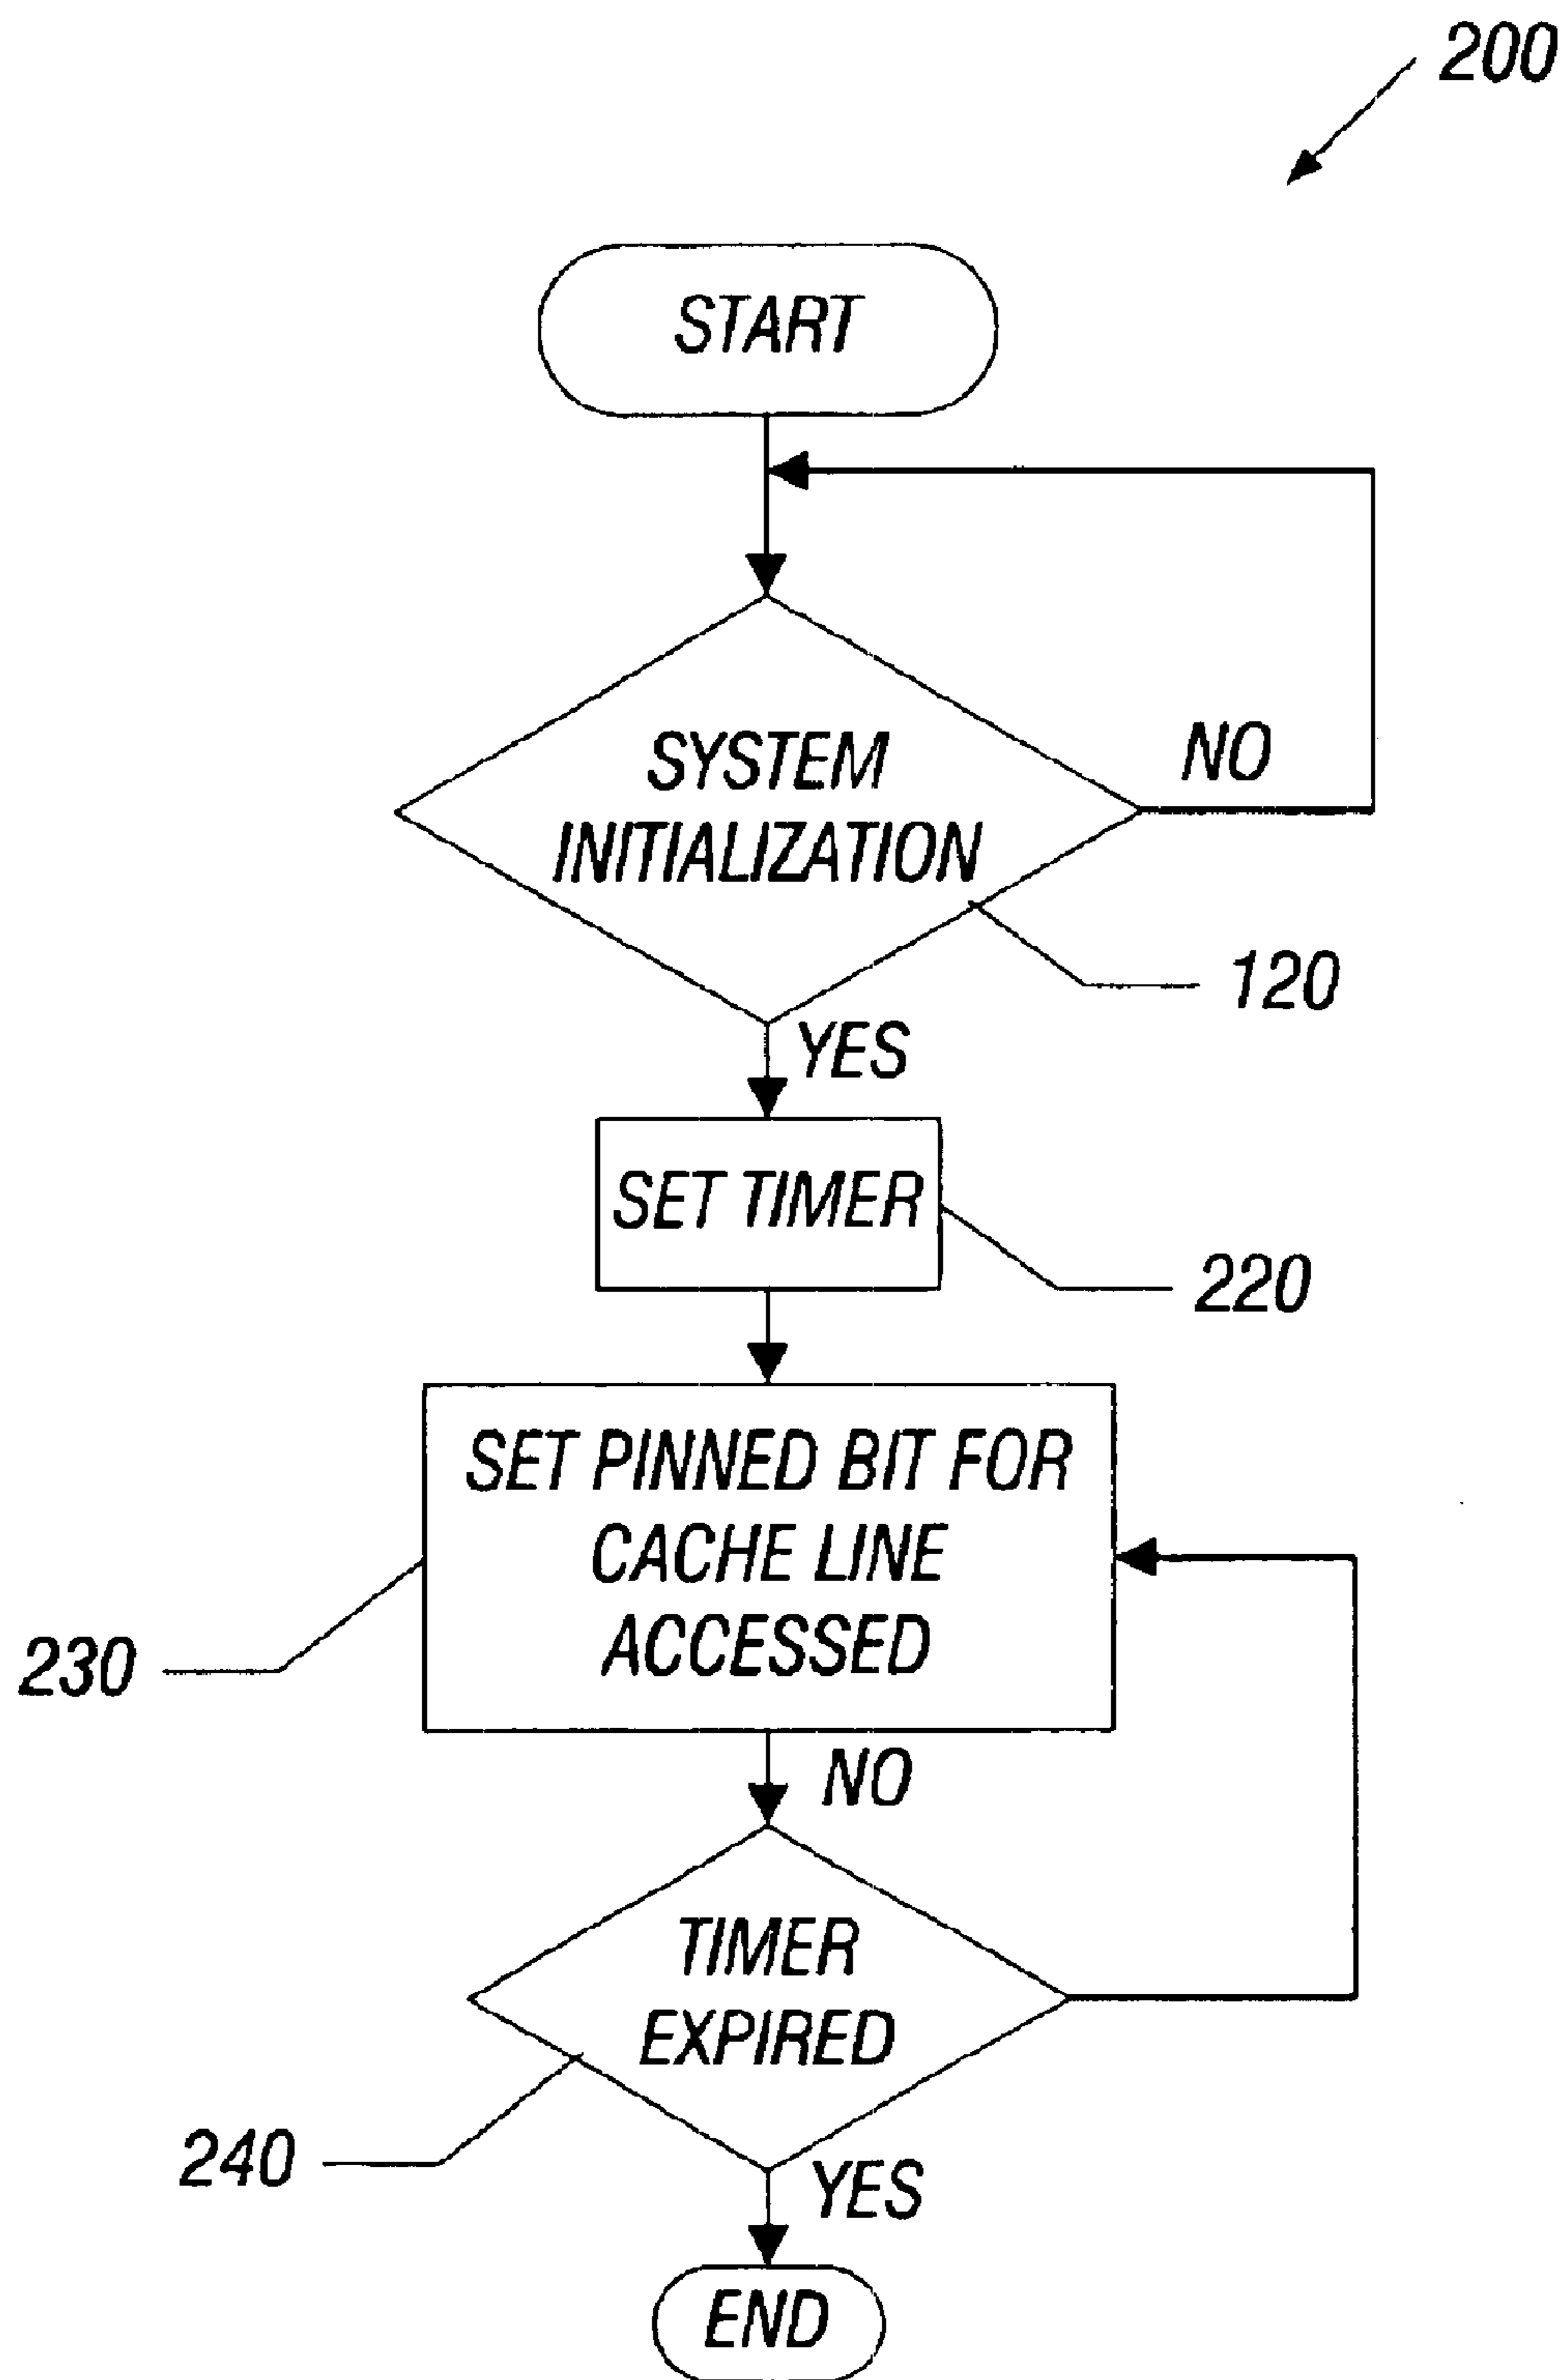 200
START
SYSTEM
INITIALIZATION
NO
120
YES
SET TIMER
220
SET PINNED BIT FOR
CACHE LINE
ACCESSED
230
NO
TIMER
EXPIRED
240
YES
END